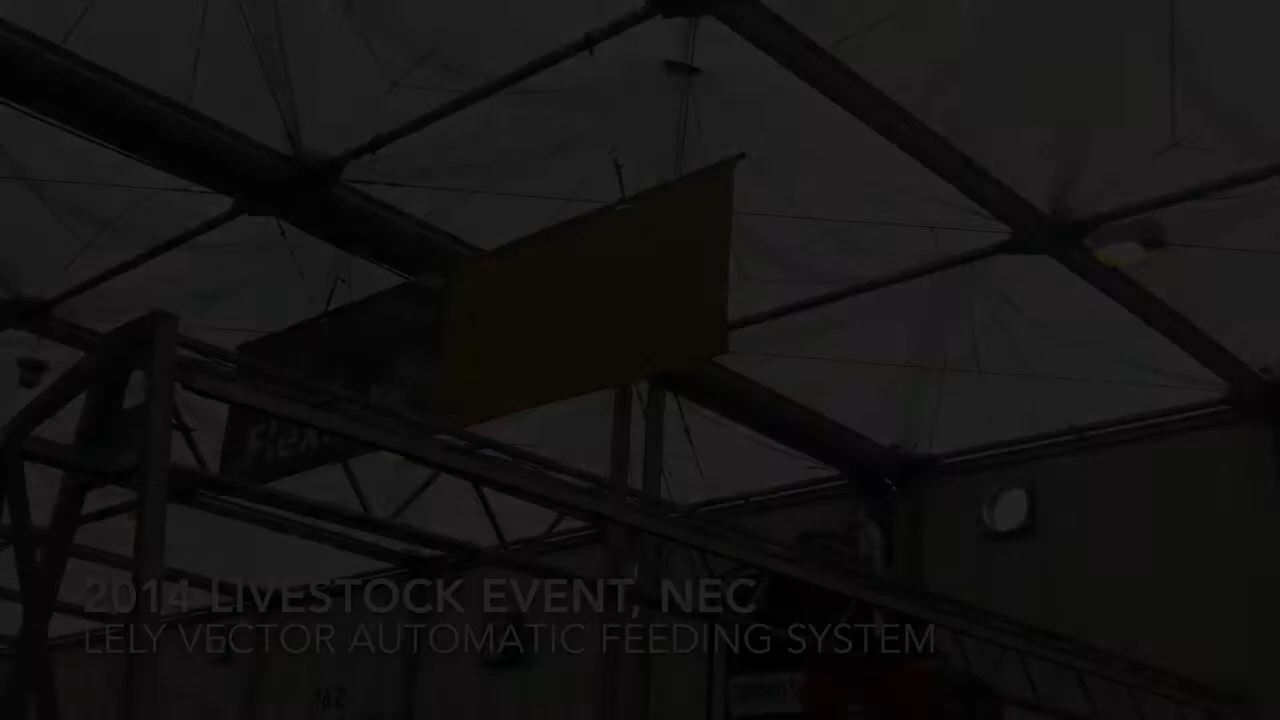 2014 LIVESTOCK EVENT, NEC
LELY VECTOR AUTOMATIC FEEDING SYSTEM